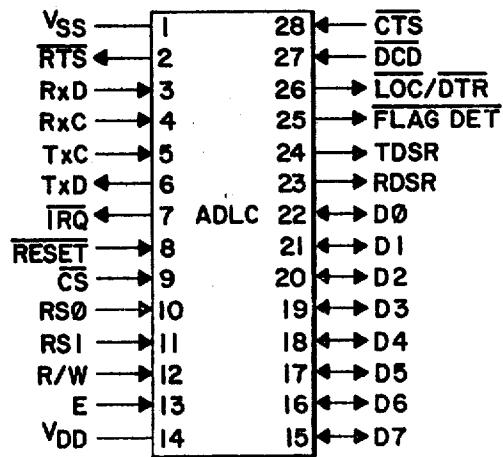 VSS 1 28 CTS
RTS 2 27 DCD
RxD 3 26 LOC/DTR
RxC 4 25 FLAG DET
TxC 5 24 TDSR
TxD 6 23 RDSR
IRQ 7 ADLC 22 D0
RESET 8 21 D1
CS 9 20 D2
RS0 10 19 D3
RS1 11 18 D4
R/W 12 17 D5
E 13 16 D6
VDD 14 15 D7